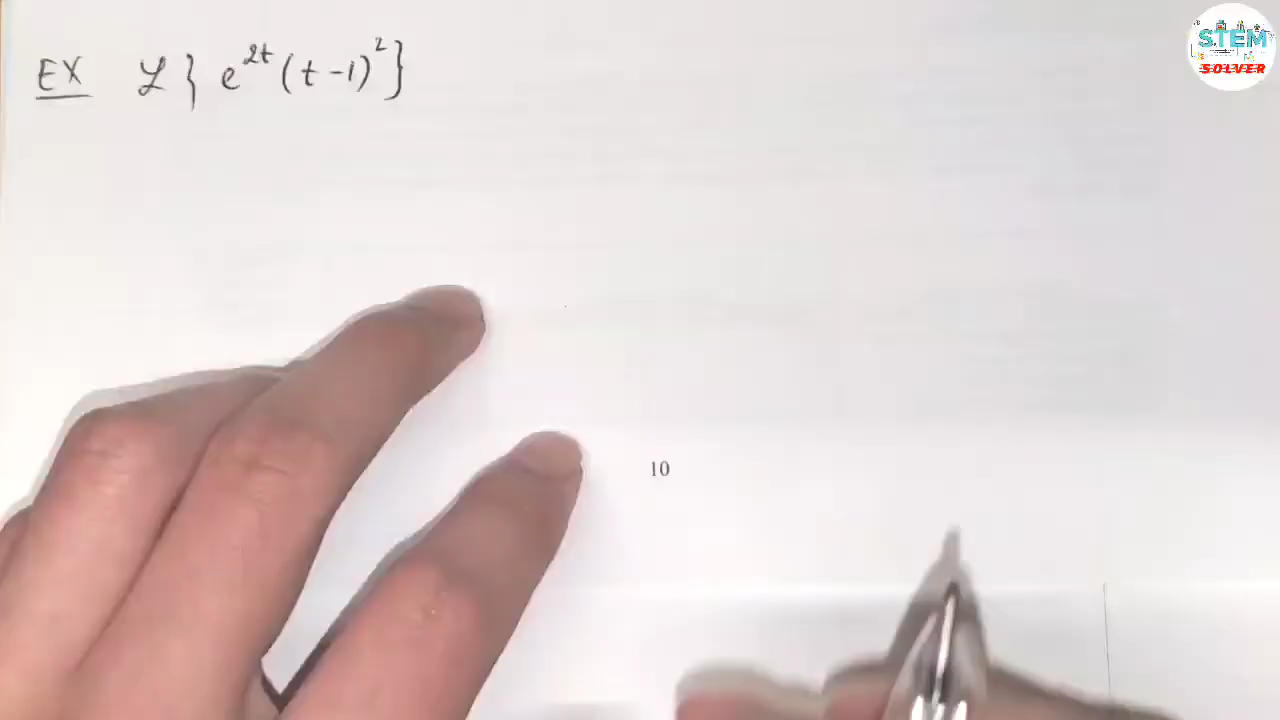 EX ℒ } e^{2t} (t-1)^2 }
STEM
SOLVER
10